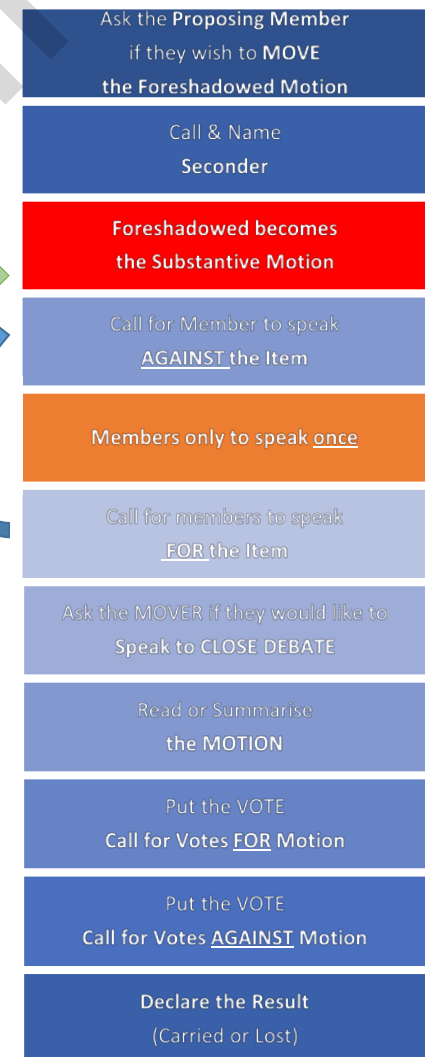 Ask the Proposing Member
if they wish to MOVE
the Foreshadowed Motion
Call & Name
Seconder
Foreshadowed becomes
the Substantive Motion
Call for Member to speak
AGAINST the Item
Members only to speak once
Call for members to speak
FOR the Item
Ask the MOVER if they would like to
Speak to CLOSE DEBATE
Read or Summarise
the MOTION
Put the VOTE
Call for Votes FOR Motion
Put the VOTE
Call for Votes AGAINST Motion
Declare the Result
(Carried or Lost)